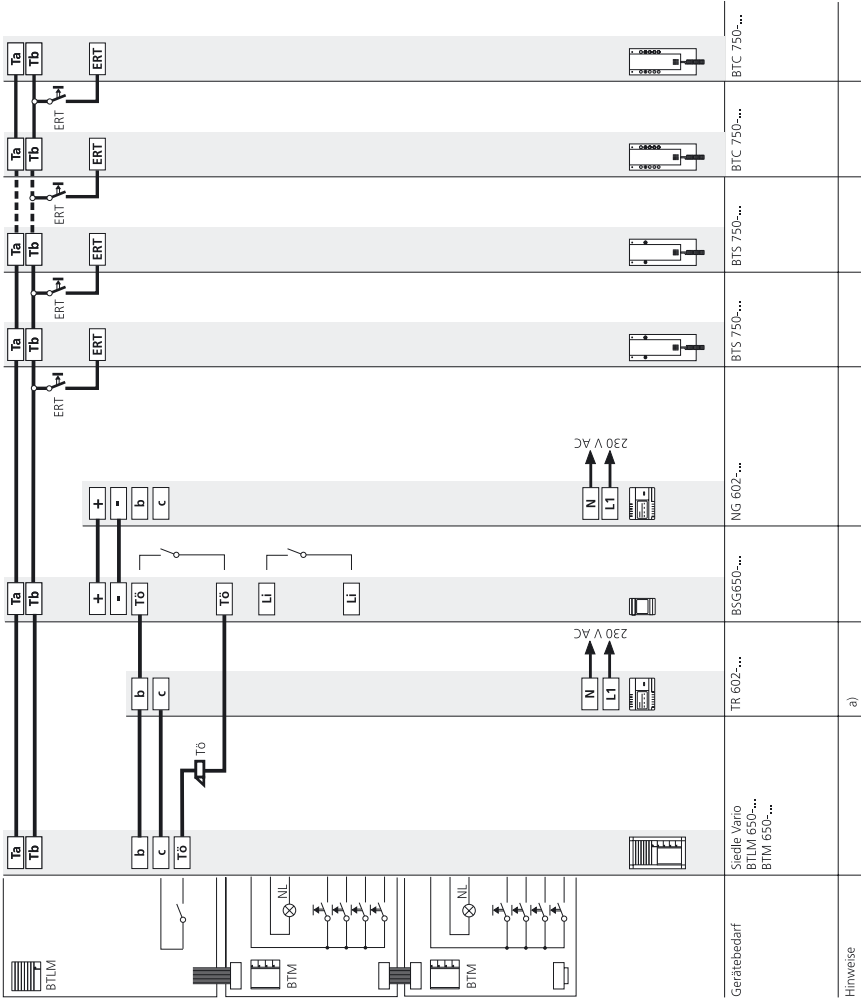 BTLM
NL
BTM
NL
BTM
Ta
Tb
b
c
Tö
Tö
b
c
N
L1
230 V AC
Ta
Tb
+
-
Tö
Tö
Li
Li
+
-
b
c
N
L1
230 V AC
ERT
Ta
Tb
ERT
ERT
Ta
Tb
ERT
ERT
Ta
Tb
ERT
ERT
Ta
Tb
ERT
Gerätebedarf
Siedle Vario
BTLM 650-...
BTM 650-...
TR 602-...
BSG650-...
NG 602-...
BTS 750-...
BTS 750-...
BTC 750-...
BTC 750-...
Hinweise
a)